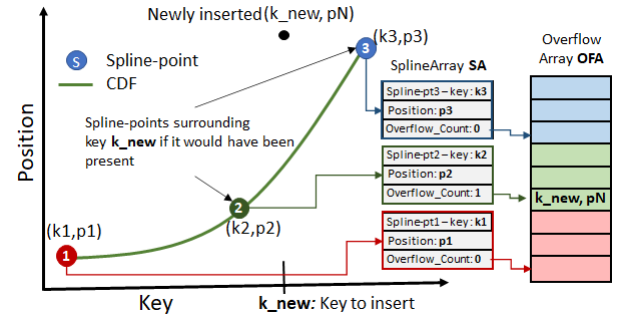 Newly inserted (k_new, pN)
(k3,p3)
Overflow
Array OFA
S Spline-point
CDF
3
SplineArray SA
Spline-pt3–key: k3
Position: p3
Overflow_Count: 0
Spline-points surrounding
key k_new if it would have been
present
Position
Spline-pt2–key: k2
Position: p2
Overflow_Count: 1
k_new, pN
2
(k2,p2)
(k1,p1)
1
Spline-pt1–key: k1
Position: p1
Overflow_Count: 0
Key
k_new: Key to insert